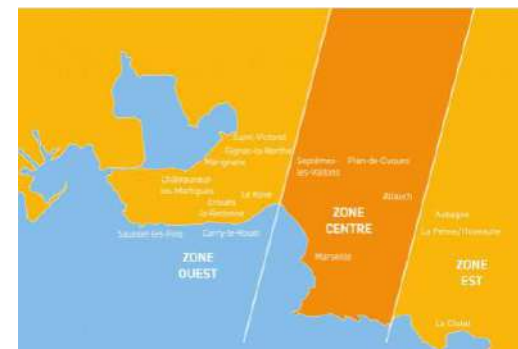 Saint-Victoret
Gignac-la-Nerthe
Marignane
Châteauneuf-
les-Martigues
Le Rove
Ensuès
la-Redonne
Sausset-les-Pins
Carry-le-Rouet
ZONE
OUEST
Septèmes-
les-Vallons
Plan-de-Cuques
Allauch
ZONE
CENTRE
Marseille
Aubagne
La Penne/Huveaune
ZONE
EST
La Ciotat